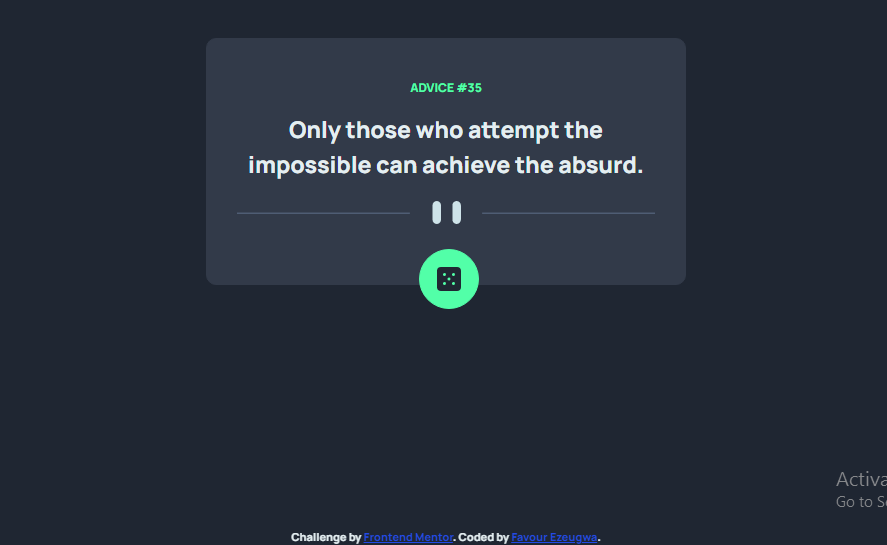 ADVICE #35
Only those who attempt the
impossible can achieve the absurd.
Activa
Go to S
Challenge by Frontend Mentor. Coded by Favour Ezeugwa.